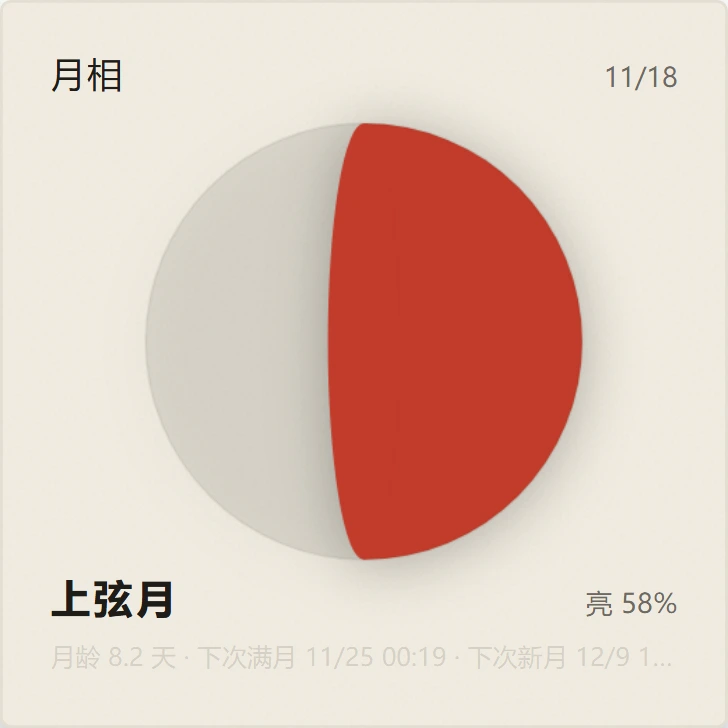 月相
11/18
上弦月
亮 58%
月龄 8.2 天 · 下次满月 11/25 00:19 · 下次新月 12/9 1...